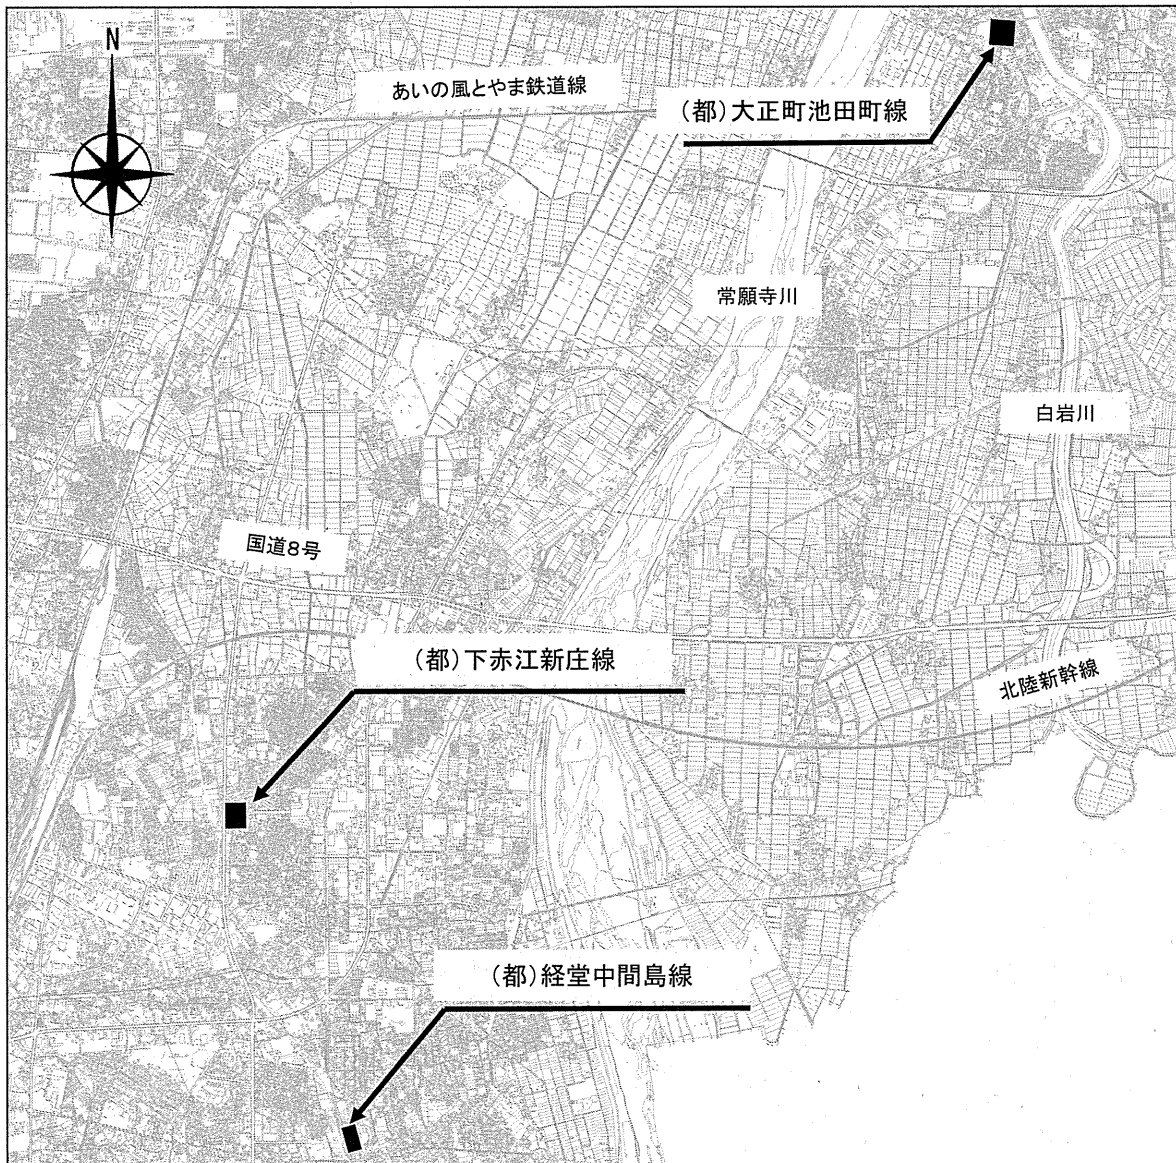 N
あいの風とやま鉄道線
（都）大正町池田町線
常願寺川
白岩川
国道8号
（都）下赤江新庄線
北陸新幹線
（都）経堂中間島線